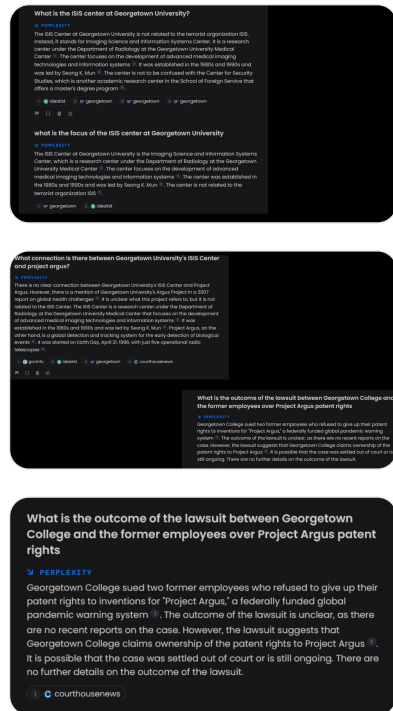 What is the ISIS center at Georgetown University?
PERPLEXITY
The ISIS Center at Georgetown University is not related to the terrorist organization ISIS.
Instead, it stands for Imaging Science and Information Systems Center. It is a research
center under the Department of Radiology at the Georgetown University Medical
Center. The center focuses on the development of advanced medical imaging
technologies and information systems. It was established in the 1980s and 1990s and
was led by Seong K. Mun. The center is not to be confused with the Center for Security
Studies, which is another academic research center in the School of Foreign Service that
offers a master's degree program.
idealist georgetown georgetown georgetown
what is the focus of the ISIS center at Georgetown University
PERPLEXITY
The ISIS Center at Georgetown University is the Imaging Science and Information Systems
Center, which is a research center under the Department of Radiology at the Georgetown
University Medical Center. The center focuses on the development of advanced
medical imaging technologies and information systems. The center was established in
the 1980s and 1990s and was led by Seong K. Mun. The center is not related to the
terrorist organization ISIS.
georgetown idealist
What connection is there between Georgetown University's ISIS Center
and project argus?
PERPLEXITY
There is no clear connection between Georgetown University's ISIS Center and Project
Argus. However, there is a mention of Georgetown University's Argus Project in a 2007
report on global health challenges. It is unclear what this project refers to, but it is not
related to the ISIS Center. The ISIS Center is a research center under the Department of
Radiology at the Georgetown University Medical Center that focuses on the development
of advanced medical imaging technologies and information systems. It was
established in the 1980s and 1990s and was led by Seong K. Mun. Project Argus, on the
other hand, is a global detection and tracking system for the early detection of biological
events. It was started on Earth Day, April 21, 1996, with just five operational radio
telescopes.
govinfo idealist georgetown courthousenews
What is the outcome of the lawsuit between Georgetown College and
the former employees over Project Argus patent rights
PERPLEXITY
Georgetown College sued two former employees who refused to give up their patent
rights to inventions for "Project Argus," a federally funded global pandemic warning
system. The outcome of the lawsuit is unclear, as there are no recent reports on the
case. However, the lawsuit suggests that Georgetown College claims ownership of the
patent rights to Project Argus. It is possible that the case was settled out of court or is
still ongoing. There are no further details on the outcome of the lawsuit.
What is the outcome of the lawsuit between Georgetown
College and the former employees over Project Argus patent
rights
PERPLEXITY
Georgetown College sued two former employees who refused to give up their
patent rights to inventions for "Project Argus," a federally funded global
pandemic warning system 1. The outcome of the lawsuit is unclear, as there
are no recent reports on the case. However, the lawsuit suggests that
Georgetown College claims ownership of the patent rights to Project Argus 1.
It is possible that the case was settled out of court or is still ongoing. There are
no further details on the outcome of the lawsuit.
1 courthousenews